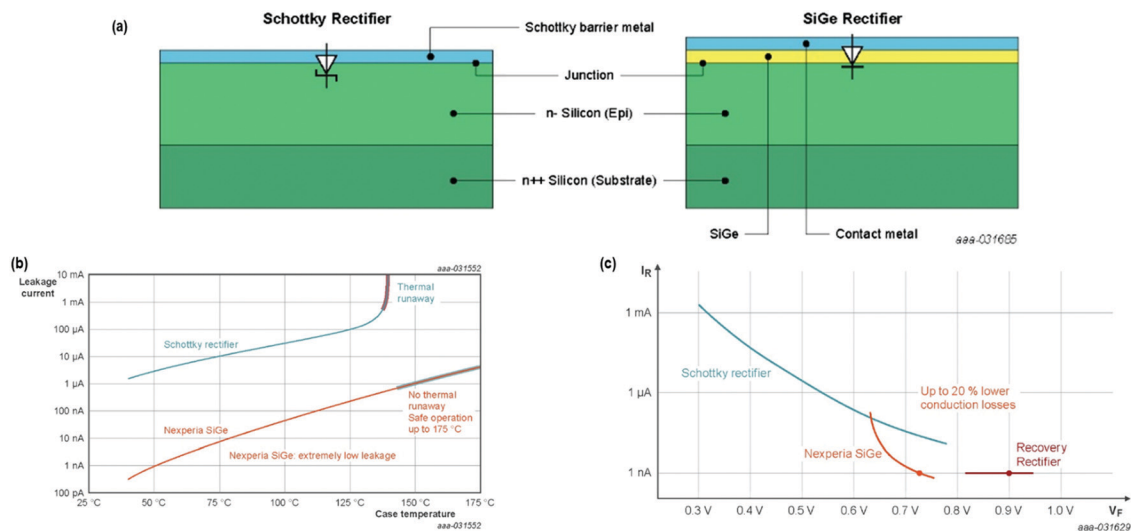 (a)
Schottky Rectifier
SiGe Rectifier
Schottky barrier metal
Junction
n- Silicon (Epi)
n++ Silicon (Substrate)
SiGe
Contact metal
aaa-031685
(b)
aaa-031552
Leakage
current
10 mA
1 mA
100 µA
10 µA
1 µA
100 nA
10 nA
1 nA
100 pA
Thermal
runaway
Schottky rectifier
No thermal
runaway
Safe operation
up to 175 °C
Nexperia SiGe
Nexperia SiGe: extremely low leakage
25 °C
50 °C
75 °C
100 °C
125 °C
150 °C
175 °C
Case temperature
aaa-031552
(c)
IR
1 mA
1 µA
1 nA
Schottky rectifier
Up to 20 % lower
conduction losses
Nexperia SiGe
Recovery
Rectifier
0.3 V
0.4 V
0.5 V
0.6 V
0.7 V
0.8 V
0.9 V
1.0 V
VF
aaa-031629